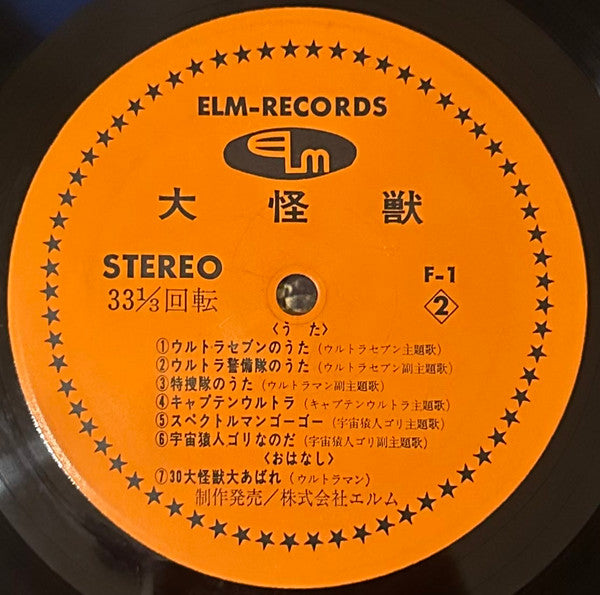 ELM-RECORDS
ELM
大怪獣
STEREO
F-1
33⅓回転
2
〈うた〉
①ウルトラセブンのうた（ウルトラセブン主題歌）
②ウルトラ警備隊のうた（ウルトラセブン副主題歌）
③特捜隊のうた（ウルトラマン副主題歌）
④キャプテンウルトラ（キャプテンウルトラ主題歌）
⑤スペクトルマンゴーゴー（宇宙猿人ゴリ主題歌）
⑥宇宙猿人ゴリなのだ（宇宙猿人ゴリ副主題歌）
〈おはなし〉
⑦30大怪獣大あばれ（ウルトラマン）
制作発売／株式会社エルム